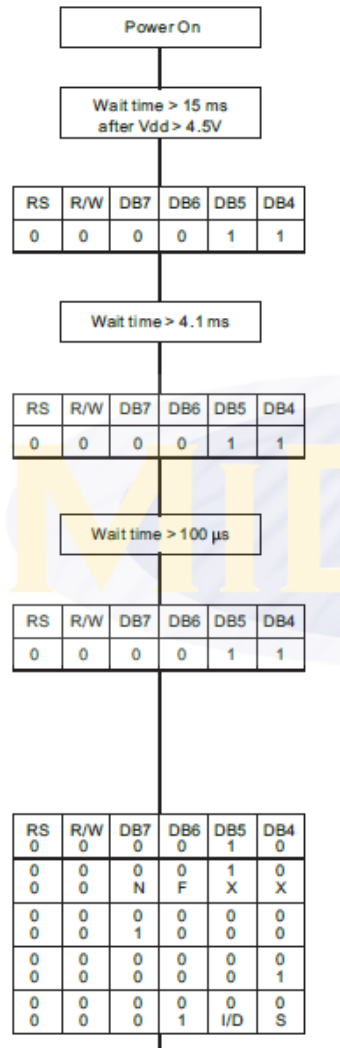 Power On
Wait time > 15 ms
after Vdd > 4.5V
RS R/W DB7 DB6 DB5 DB4
0 0 0 0 1 1
Wait time > 4.1 ms
RS R/W DB7 DB6 DB5 DB4
0 0 0 0 1 1
Wait time > 100 µs
RS R/W DB7 DB6 DB5 DB4
0 0 0 0 1 1
RS R/W DB7 DB6 DB5 DB4
0 0 0 0 1 0
0 0 0 0 1 0
0 0 N F X X
0 0 0 0 0 0
0 0 1 0 0 0
0 0 0 0 0 0
0 0 0 0 0 1
0 0 0 0 0 0
0 0 0 1 I/D S